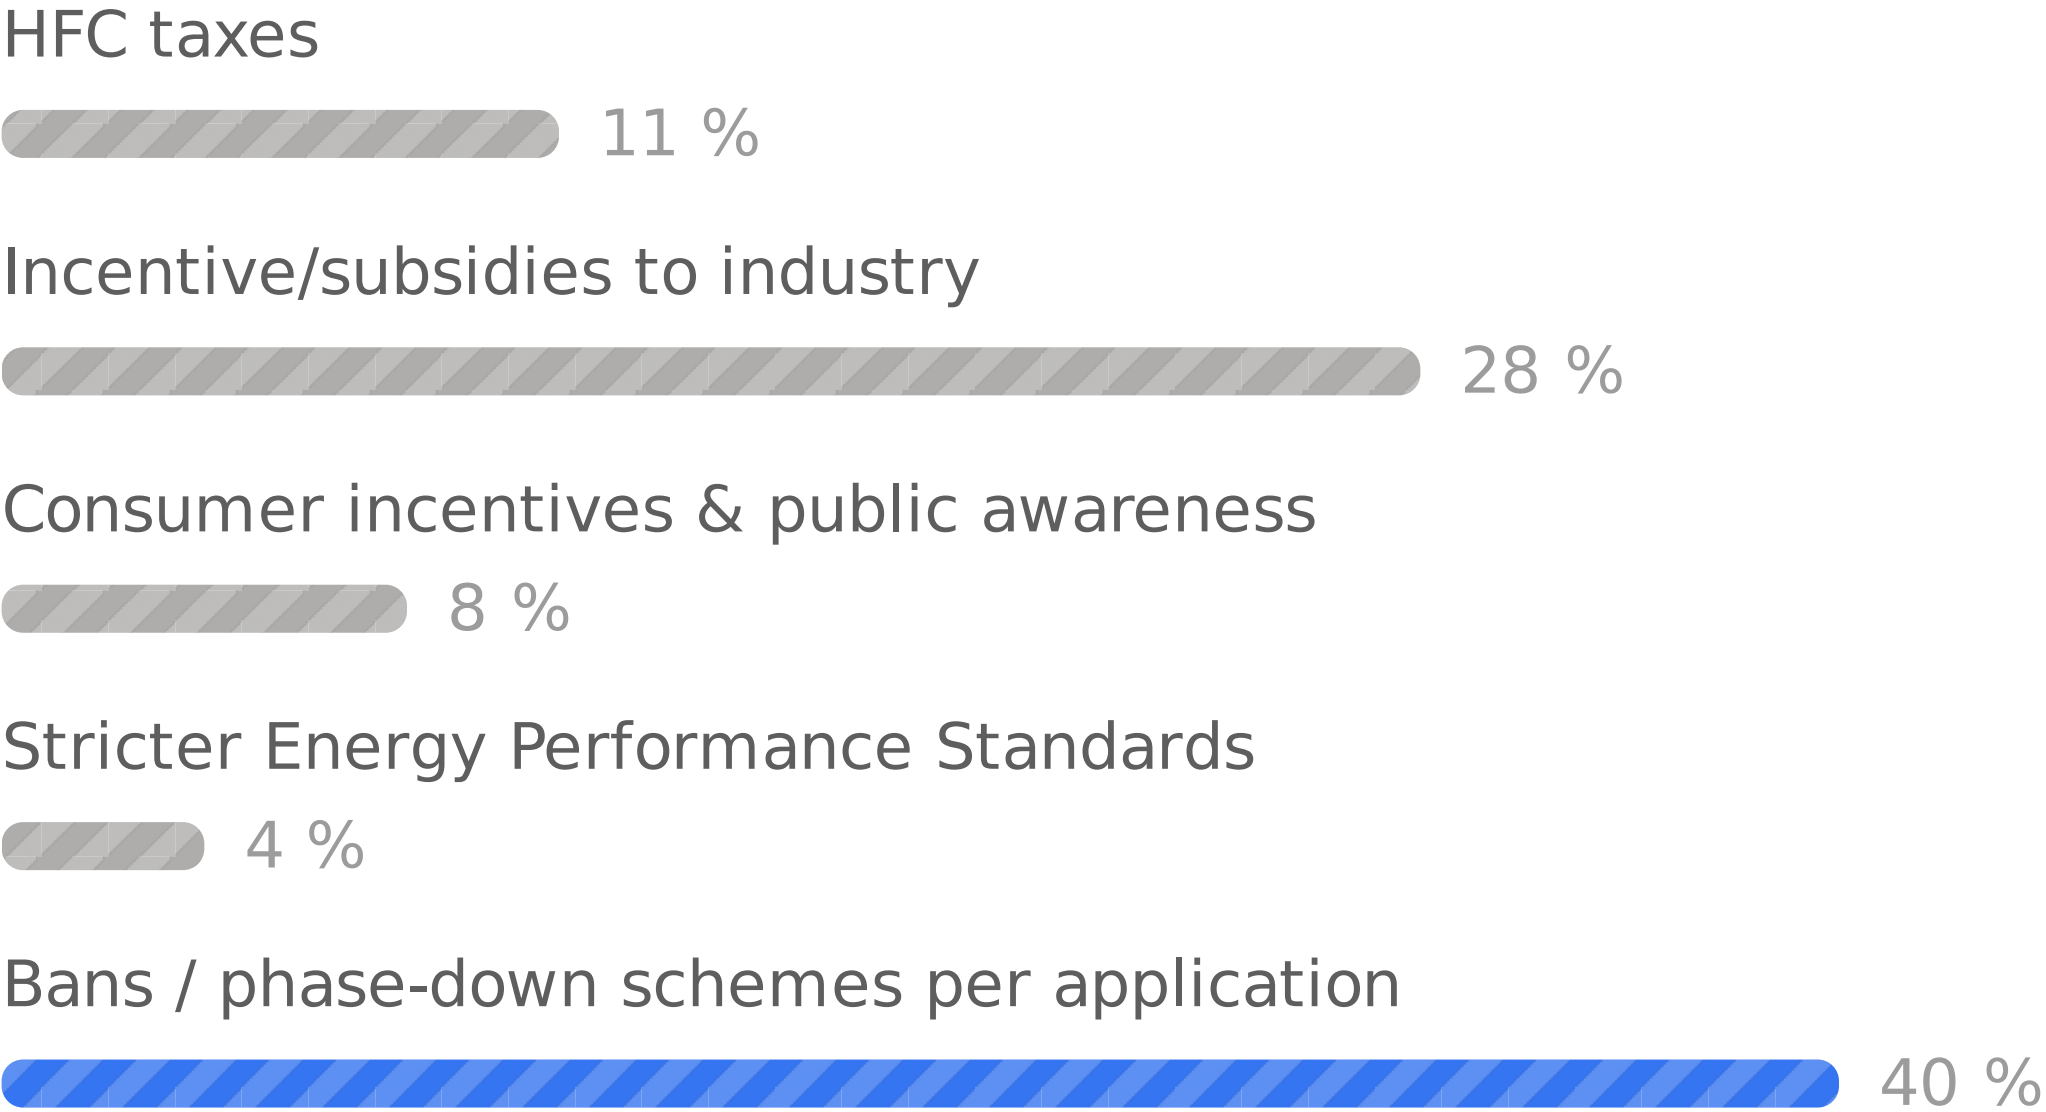 HFC taxes
11 %
Incentive/subsidies to industry
28 %
Consumer incentives & public awareness
8 %
Stricter Energy Performance Standards
4 %
Bans / phase-down schemes per application
40 %